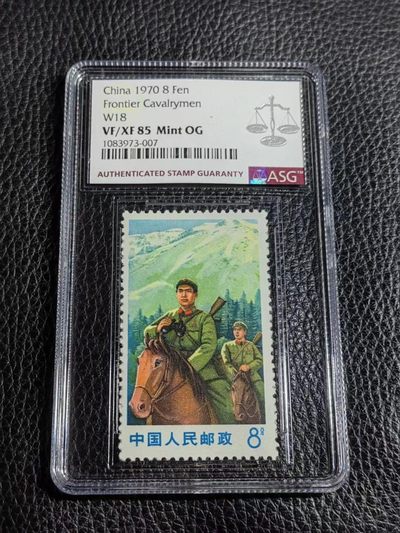 China 1970 8 Fen
Frontier Cavalrymen
W18
VF/XF 85 Mint OG
1083973-007
AUTHENTICATED STAMP GUARANTY ASG™
中国人民邮政 8分